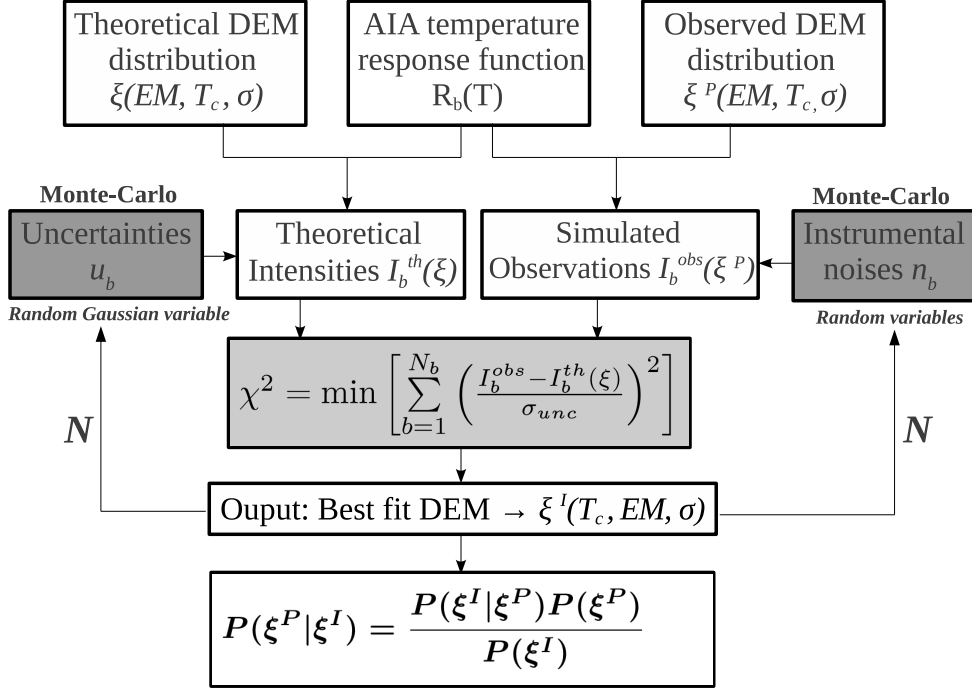 Theoretical DEM
distribution
ξ(EM, T_c, σ)
AIA temperature
response function
R_b(T)
Observed DEM
distribution
ξ^P(EM, T_c, σ)
Monte-Carlo
Uncertainties
u_b
Random Gaussian variable
Theoretical
Intensities I_b^th(ξ)
Simulated
Observations I_b^obs(ξ^P)
Monte-Carlo
Instrumental
noises n_b
Random variables
χ² = min [ ∑_{b=1}^{N_b} ( (I_b^obs − I_b^th(ξ)) / σ_unc )² ]
N
N
Ouput: Best fit DEM → ξ^I(T_c, EM, σ)
P(ξ^P|ξ^I) = P(ξ^I|ξ^P)P(ξ^P) / P(ξ^I)